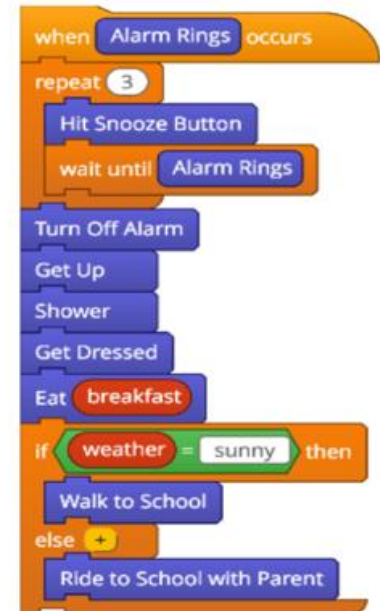 when Alarm Rings occurs
repeat 3
Hit Snooze Button
wait until Alarm Rings
Turn Off Alarm
Get Up
Shower
Get Dressed
Eat breakfast
if weather = sunny then
Walk to School
else +
Ride to School with Parent